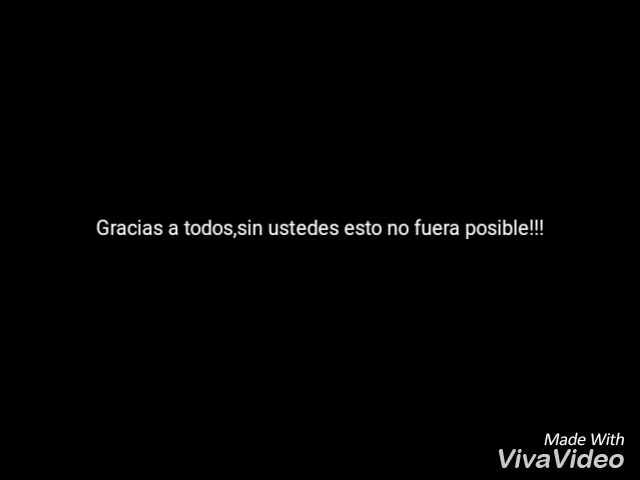 Gracias a todos,sin ustedes esto no fuera posible!!!
Made With
VivaVideo